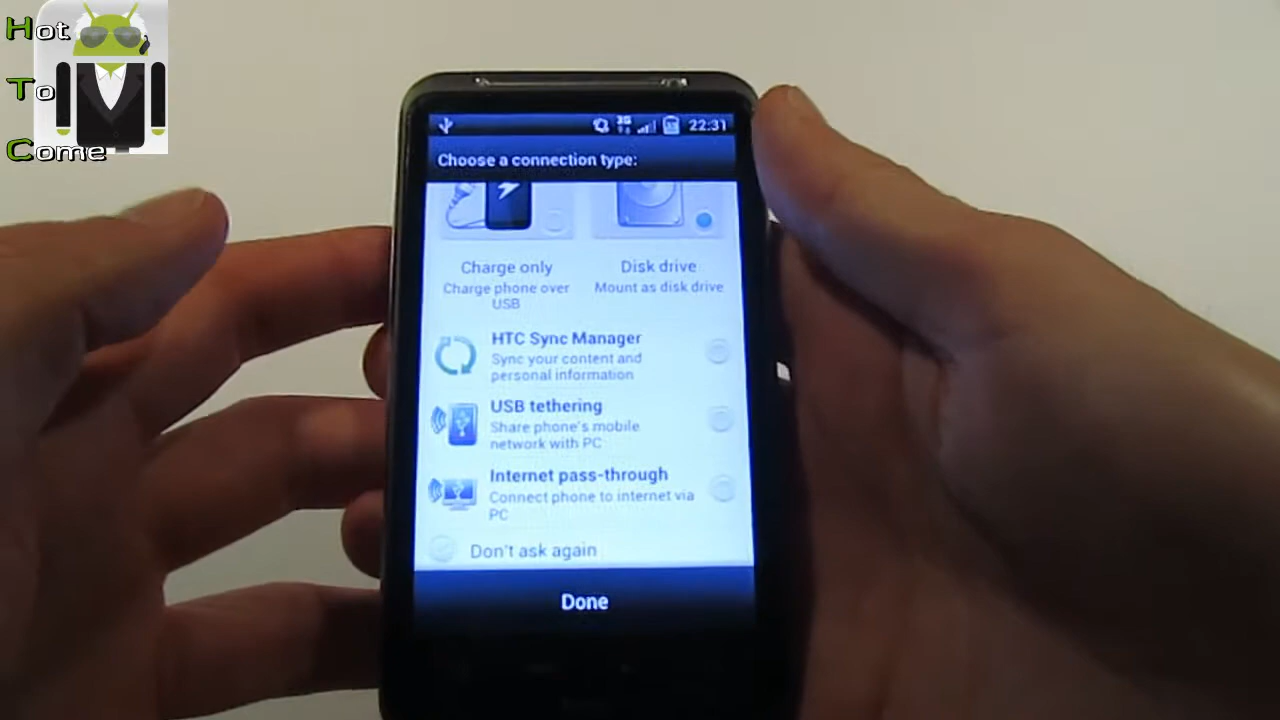 Hot
To
Come
3G
22:31
Choose a connection type:
Charge only
Charge phone over
USB
Disk drive
Mount as disk drive
HTC Sync Manager
Sync your content and
personal information
USB tethering
Share phone's mobile
network with PC
Internet pass-through
Connect phone to internet via
PC
Don't ask again
Done